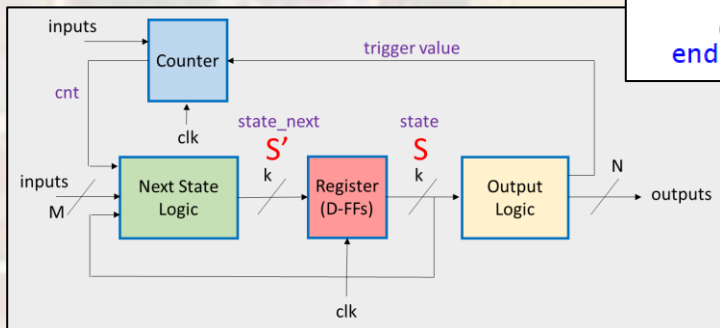 end
inputs
Counter
trigger value
cnt
clk
state_next
state
S’
S
k
k
N
inputs
M
Next State
Logic
Register
(D-FFs)
Output
Logic
outputs
clk